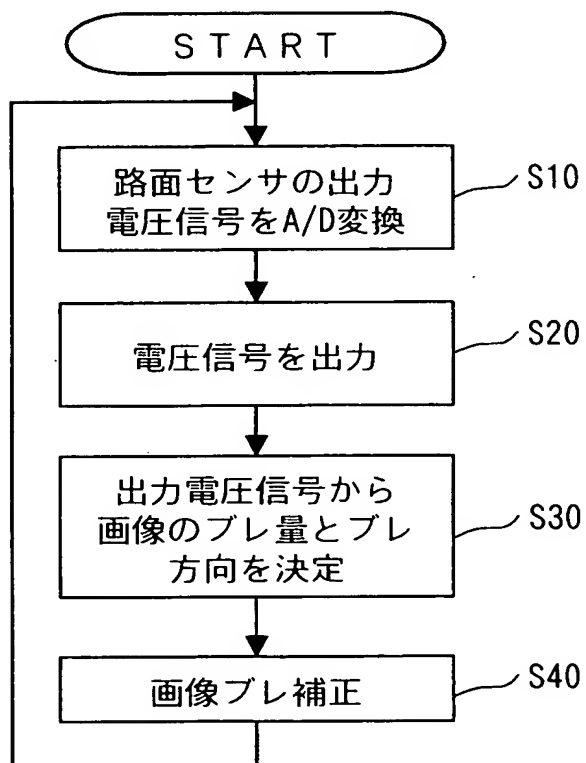 START
路面センサの出力
電圧信号をA/D変換
S10
電圧信号を出力
S20
出力電圧信号から
画像のブレ量とブレ
方向を決定
S30
画像ブレ補正
S40